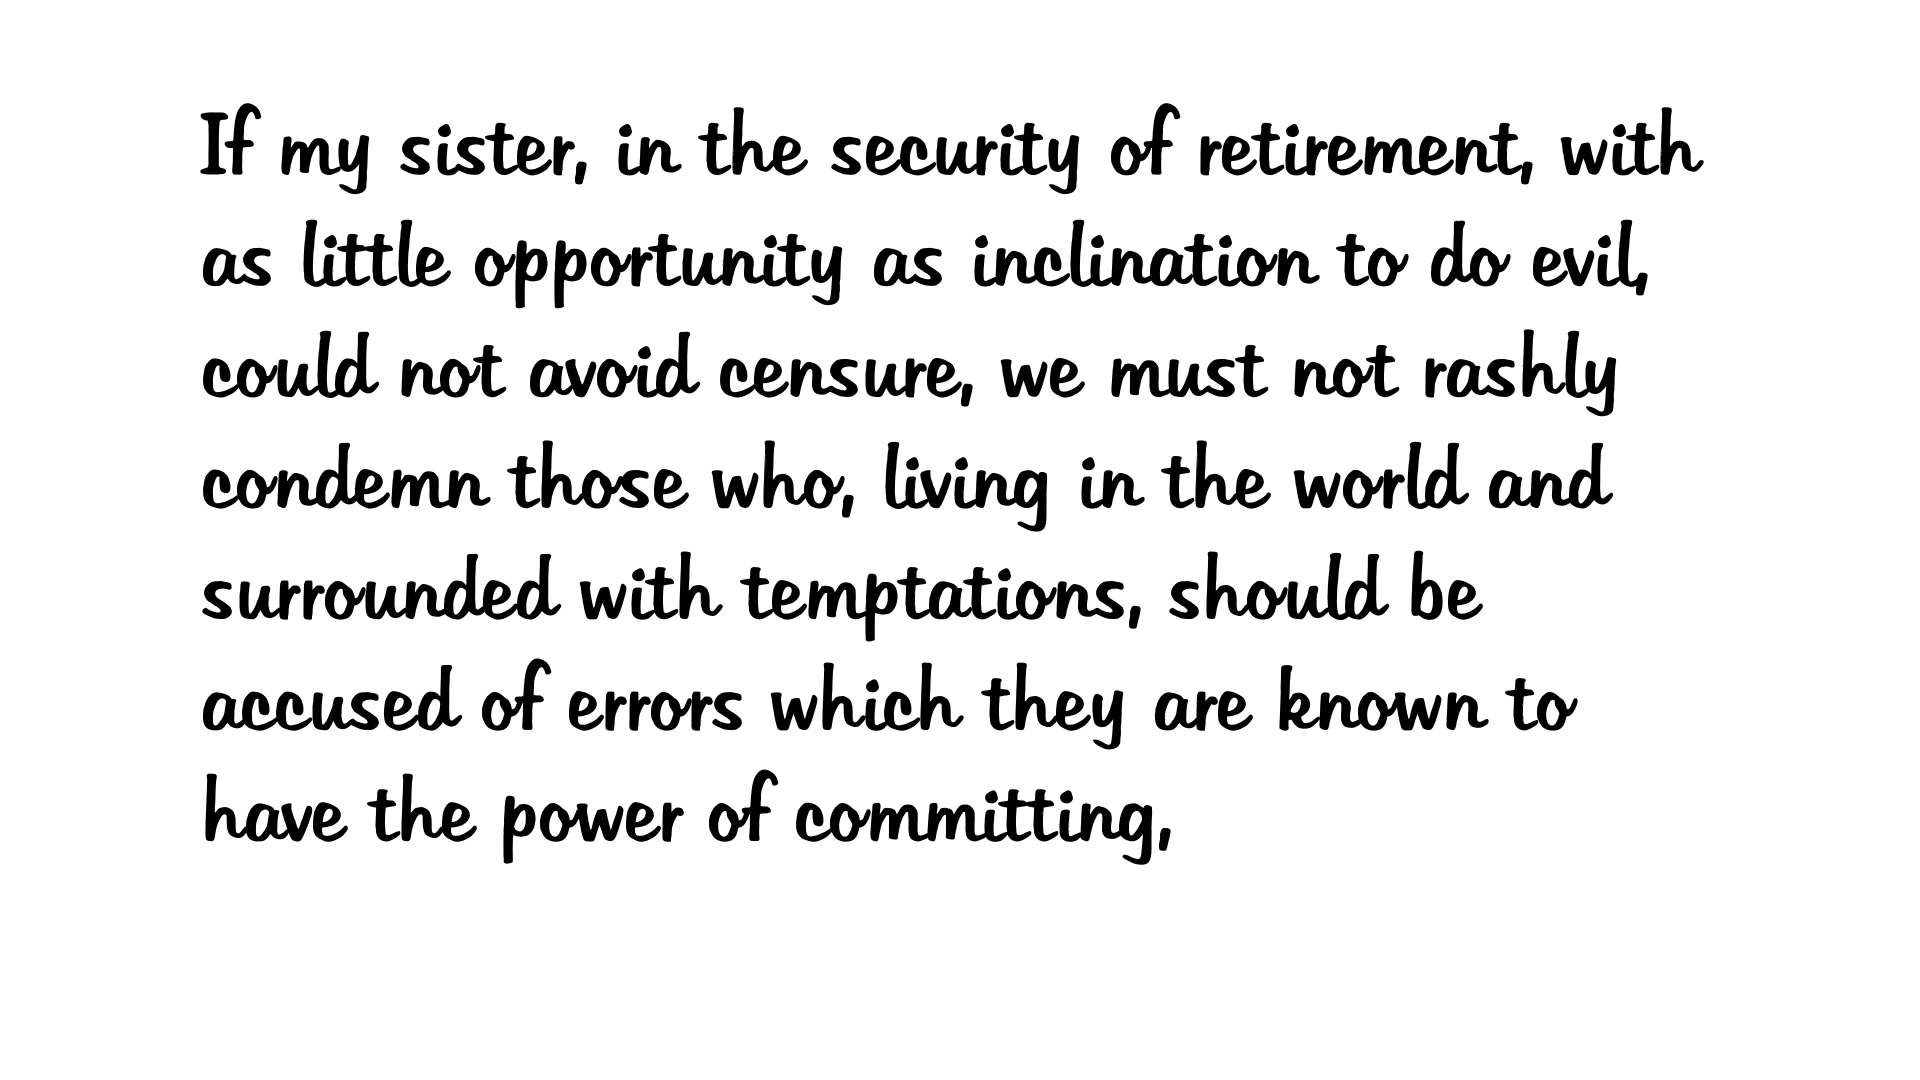 If my sister, in the security of retirement, with
as little opportunity as inclination to do evil,
could not avoid censure, we must not rashly
condemn those who, living in the world and
surrounded with temptations, should be
accused of errors which they are known to
have the power of committing,